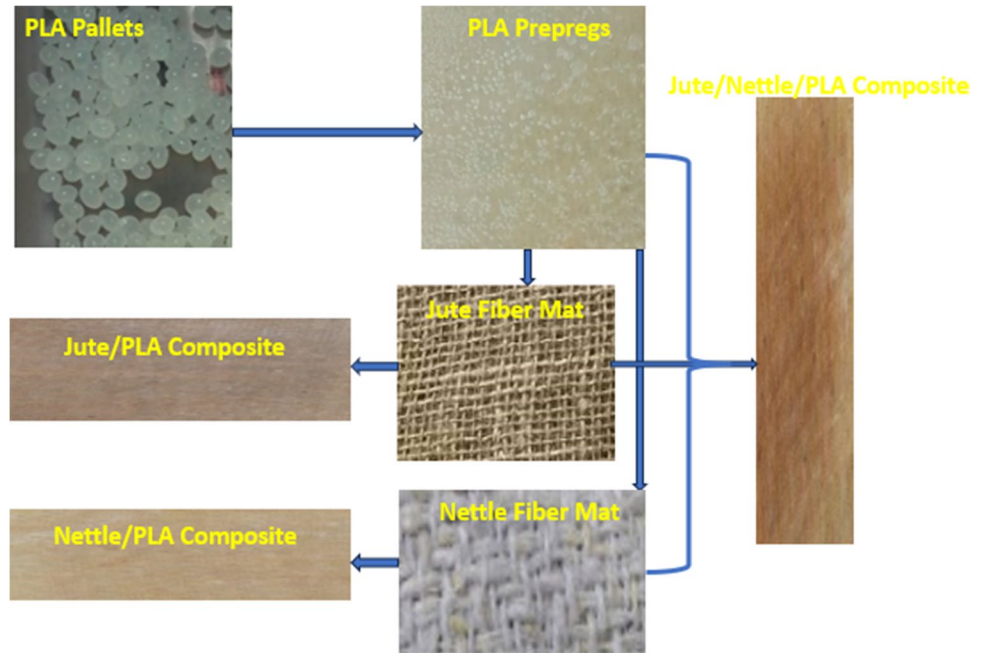 PLA Pallets
PLA Prepregs
Jute/Nettle/PLA Composite
Jute Fiber Mat
Jute/PLA Composite
Nettle Fiber Mat
Nettle/PLA Composite